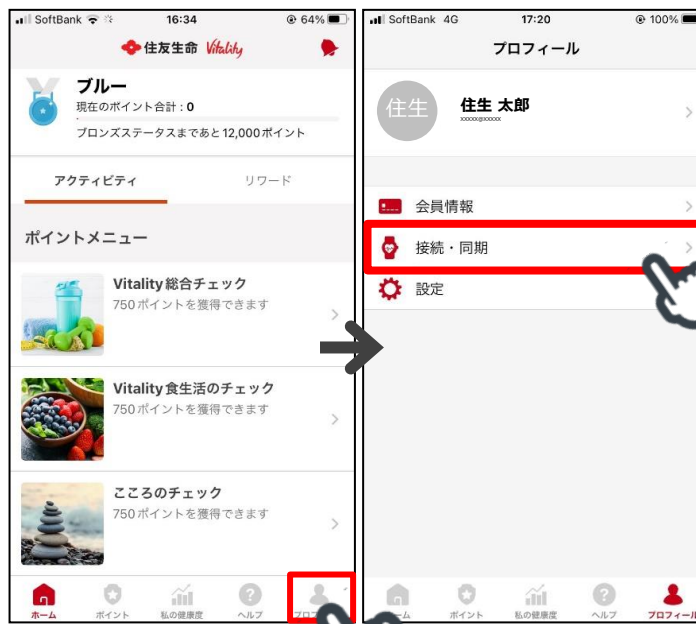 SoftBank
16:34
64%
住友生命 Vitality
ブルー
現在のポイント合計：0
ブロンズステータスまであと12,000ポイント
アクティビティ
リワード
ポイントメニュー
Vitality総合チェック
750ポイントを獲得できます
Vitality食生活のチェック
750ポイントを獲得できます
こころのチェック
750ポイントを獲得できます
ホーム
ポイント
私の健康度
ヘルプ
SoftBank 4G
17:20
100%
プロフィール
住生
住生 太郎
会員情報
接続・同期
設定
ポイント
私の健康度
ヘルプ
プロフィール